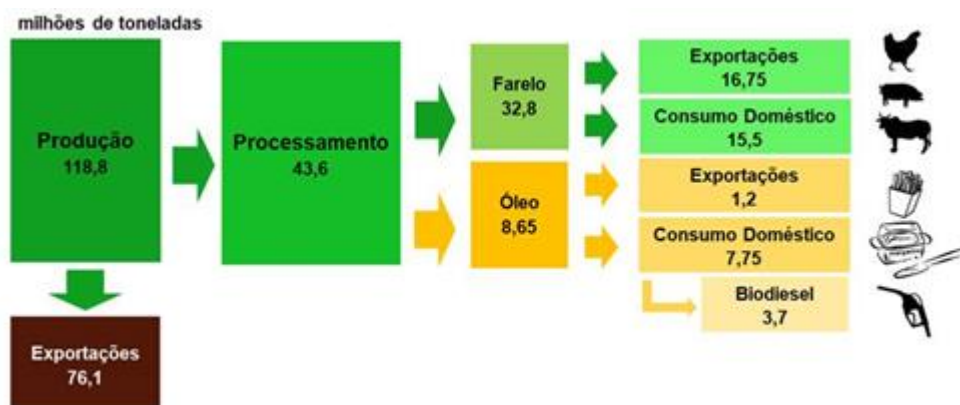 milhões de toneladas
Produção
118,8
Exportações
76,1
Processamento
43,6
Farelo
32,8
Óleo
8,65
Exportações
16,75
Consumo Doméstico
15,5
Exportações
1,2
Consumo Doméstico
7,75
Biodiesel
3,7